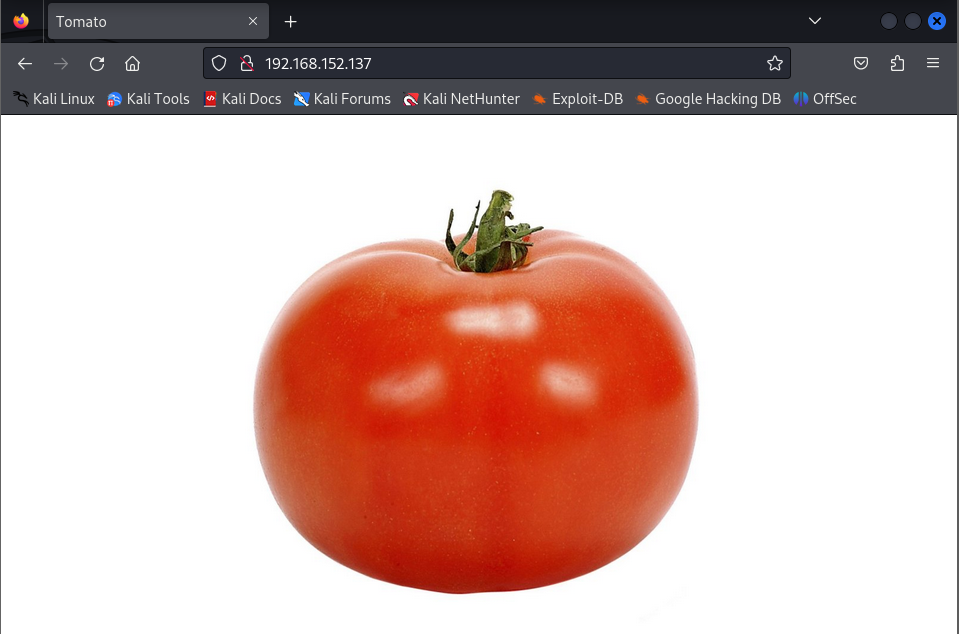 Tomato
192.168.152.137
Kali Linux Kali Tools Kali Docs Kali Forums Kali NetHunter Exploit-DB Google Hacking DB OffSec